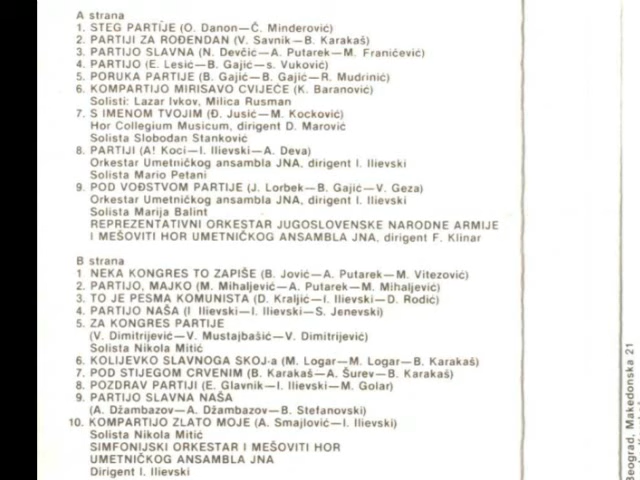 A strana
1. STEG PARTIJE (O. Danon—Č. Minderović)
2. PARTIJI ZA ROĐENDAN (V. Savnik—B. Karakaš)
3. PARTIJO SLAVNA (N. Devčić—A. Putarek—M. Franičević)
4. PARTIJO (E. Lesić—B. Gajić—s. Vuković)
5. PORUKA PARTIJE (B. Gajić—B. Gajić—R. Mudrinić)
6. KOMPARTIJO MIRISAVO CVIJEĆE (K. Baranović)
Solisti: Lazar Ivkov, Milica Rusman
7. S IMENOM TVOJIM (Đ. Jusić—M. Kocković)
Hor Collegium Musicum, dirigent D. Marović
Solista Slobodan Stanković
8. PARTIJI (A! Koci—I. Ilievski—A. Deva)
Orkestar Umetničkog ansambla JNA, dirigent I. Ilievski
Solista Mario Petani
9. POD VOĐSTVOM PARTIJE (J. Lorbek—B. Gajić—V. Geza)
Orkestar Umetničkog ansambla JNA, dirigent I. Ilievski
Solista Marija Balint
REPREZENTATIVNI ORKESTAR JUGOSLOVENSKE NARODNE ARMIJE
I MEŠOVITI HOR UMETNIČKOG ANSAMBLA JNA, dirigent F. Klinar
B strana
1 NEKA KONGRES TO ZAPIŠE (B. Jović—A. Putarek—M. Vitezović)
2. PARTIJO, MAJKO (M. Mihaljević—A. Putarek—M. Mihaljević)
3. TO JE PESMA KOMUNISTA (D. Kraljić—I. Ilievski—D. Rodić)
4. PARTIJO NAŠA (I Ilievski—I. Ilievski—S. Jenevski)
5. ZA KONGRES PARTIJE
(V. Dimitrijević—V. Mustajbašić—V. Dimitrijević)
Solista Nikola Mitić
6. KOLIJEVKO SLAVNOGA SKOJ-a (M. Logar—M. Logar—B. Karakaš)
7. POD STIJEGOM CRVENIM (B. Karakaš—A. Šurev—B. Karakaš)
8. POZDRAV PARTIJI (E. Glavnik—I. Ilievski—M. Golar)
9. PARTIJO SLAVNA NAŠA
(A. Džambazov—A. Džambazov—B. Stefanovski)
10. KOMPARTIJO ZLATO MOJE (A. Smajlović—I. Ilievski)
Solista Nikola Mitić
SIMFONIJSKI ORKESTAR I MEŠOVITI HOR
UMETNIČKOG ANSAMBLA JNA
Dirigent I. Ilievski
Beograd, Makedonska 21